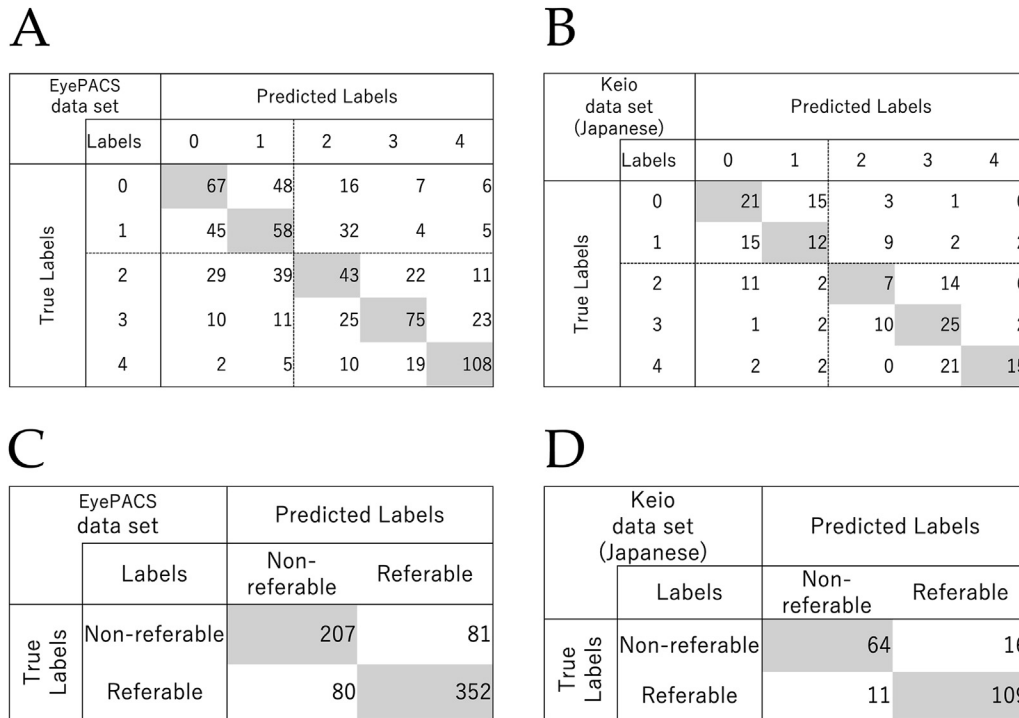 A
EyePACS
data set
Predicted Labels
Labels 0 1 2 3 4
True Labels
0 67 48 16 7 6
1 45 58 32 4 5
2 29 39 43 22 11
3 10 11 25 75 23
4 2 5 10 19 108
B
Keio
data set
(Japanese)
Predicted Labels
Labels 0 1 2 3 4
True Labels
0 21 15 3 1
1 15 12 9 2 2
2 11 2 7 14
3 1 2 10 25 2
4 2 2 0 21 15
C
EyePACS
data set
Predicted Labels
Labels
Non-
referable
Referable
True
Labels
Non-referable 207 81
Referable 80 352
D
Keio
data set
(Japanese)
Predicted Labels
Labels
Non-
referable
Referable
True
Labels
Non-referable 64 16
Referable 11 109